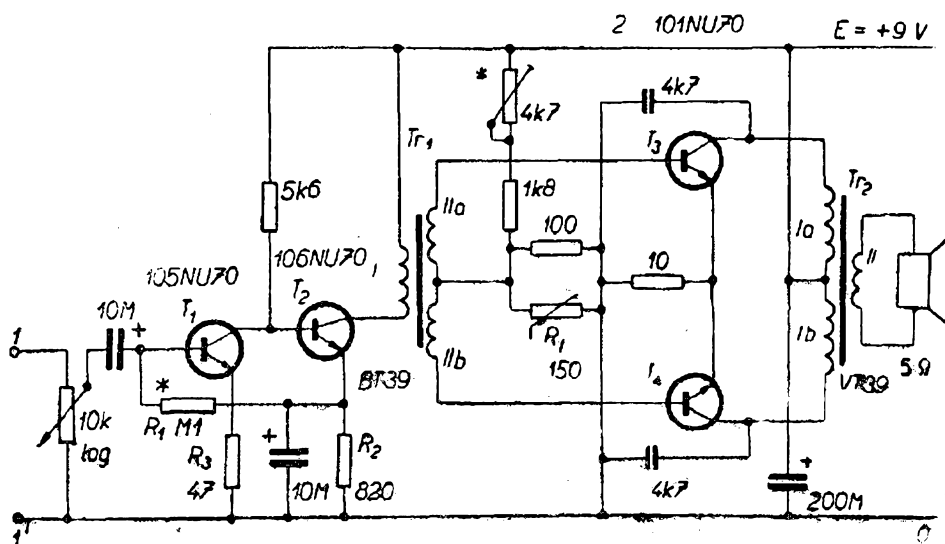 2 101NU70
E = +9 V
*
4k7
4k7
Tr₁
T₃
5k6
IIa
1k8
Tr₂
100
Ia
II
106NU70
I
105NU70
10
T₂
10M
+
T₁
1
R₁
150
Ib
IIb
T₄
BT39
VT39
5Ω
*
10k
log
R₁ M1
+
R₃
47
10M
R₂
820
4k7
+
200M
1'
0